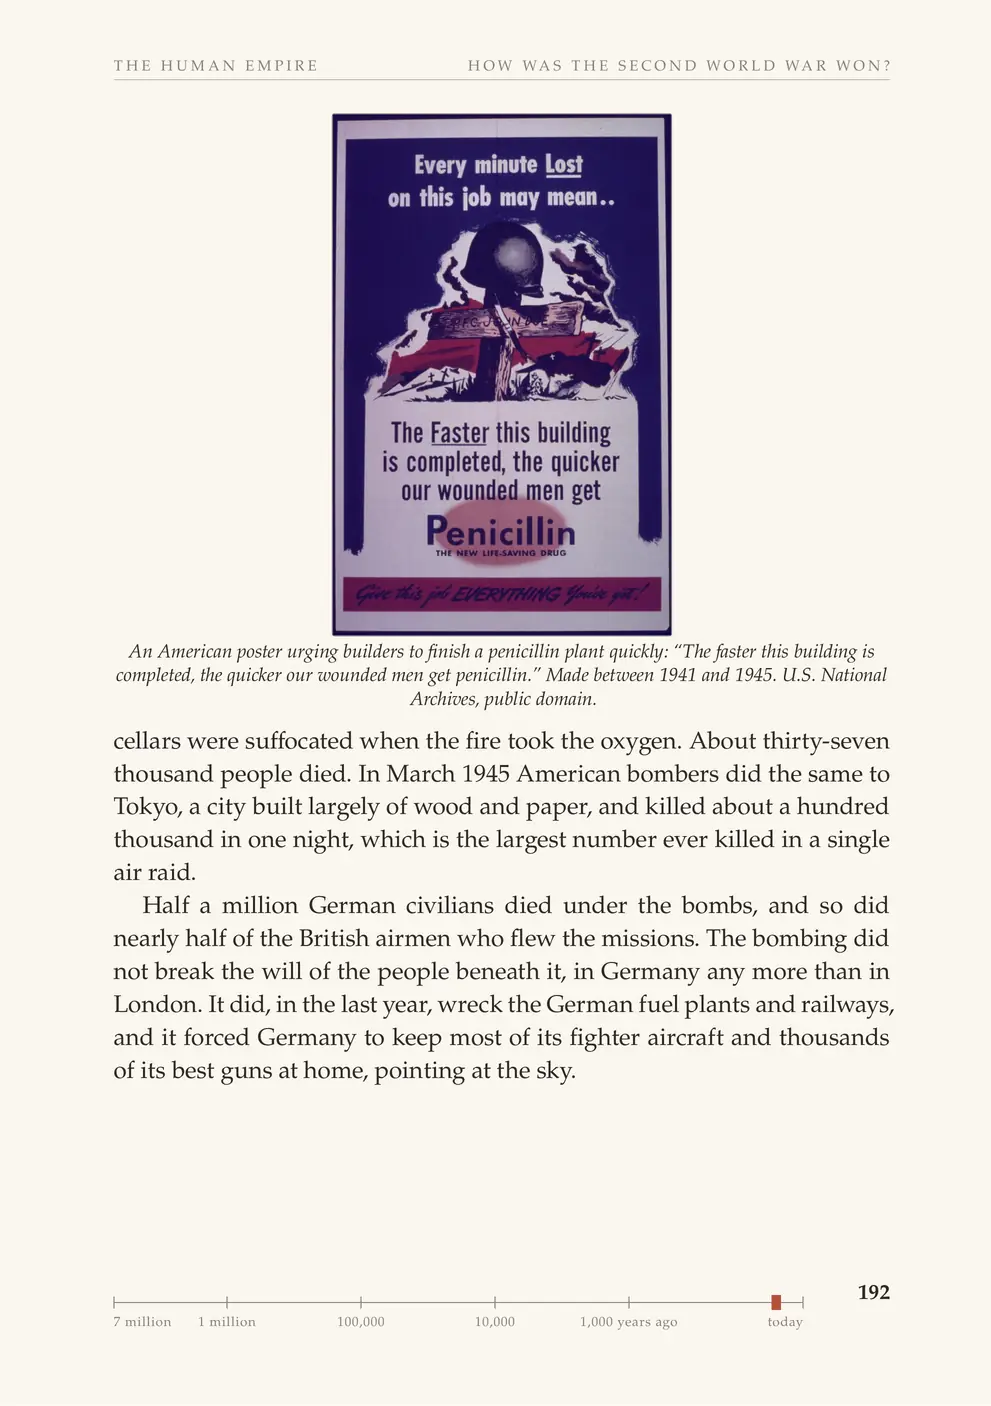 THE HUMAN EMPIRE
HOW WAS THE SECOND WORLD WAR WON?
Every minute Lost
on this job may mean..
PFC. JOHN DOE
The Faster this building
is completed, the quicker
our wounded men get
Penicillin
THE NEW LIFE-SAVING DRUG
Give this job EVERYTHING You've got!
An American poster urging builders to finish a penicillin plant quickly: “The faster this building is
completed, the quicker our wounded men get penicillin.” Made between 1941 and 1945. U.S. National
Archives, public domain.
cellars were suffocated when the fire took the oxygen. About thirty-seven
thousand people died. In March 1945 American bombers did the same to
Tokyo, a city built largely of wood and paper, and killed about a hundred
thousand in one night, which is the largest number ever killed in a single
air raid.
Half a million German civilians died under the bombs, and so did
nearly half of the British airmen who flew the missions. The bombing did
not break the will of the people beneath it, in Germany any more than in
London. It did, in the last year, wreck the German fuel plants and railways,
and it forced Germany to keep most of its fighter aircraft and thousands
of its best guns at home, pointing at the sky.
192
7 million
1 million
100,000
10,000
1,000 years ago
today